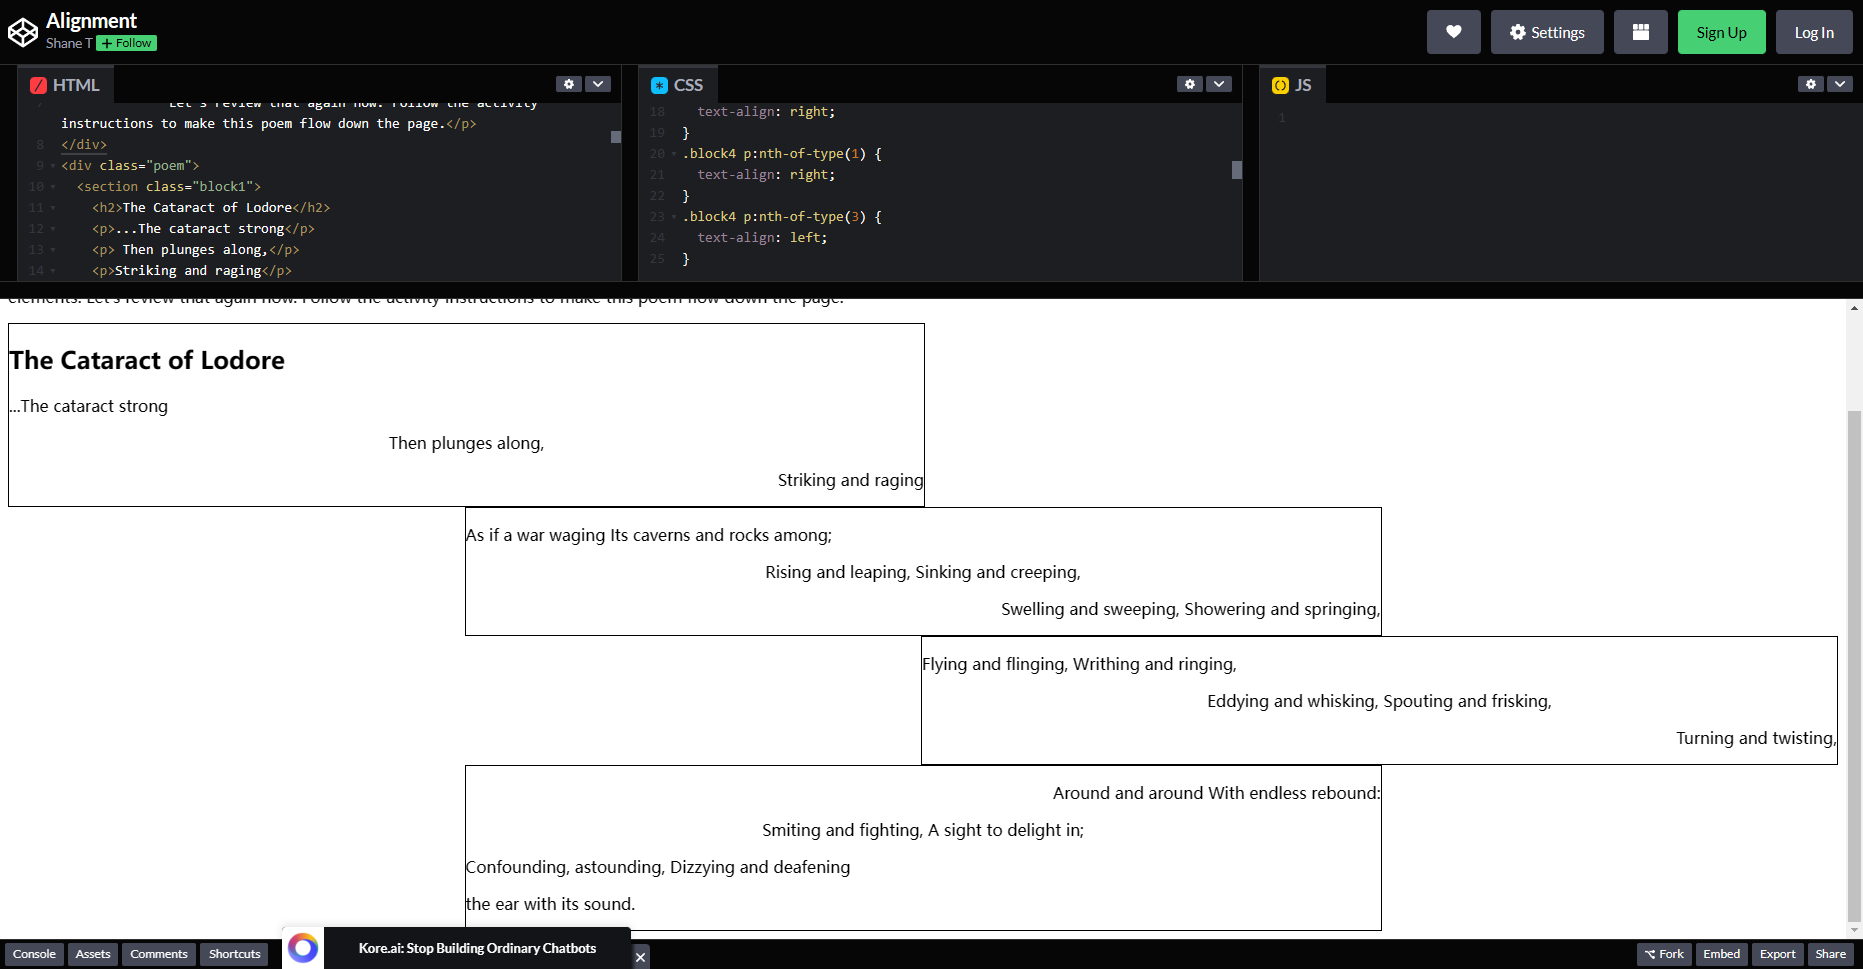 Alignment
Shane T + Follow
Settings
Sign Up
Log In
HTML
CSS
JS
Let's review that again now. Follow the activity
instructions to make this poem flow down the page.</p>
8 </div>
9 <div class="poem">
10 <section class="block1">
11 <h2>The Cataract of Lodore</h2>
12 <p>...The cataract strong</p>
13 <p> Then plunges along,</p>
14 <p>Striking and raging</p>
18 text-align: right;
19 }
20 .block4 p:nth-of-type(1) {
21 text-align: right;
22 }
23 .block4 p:nth-of-type(3) {
24 text-align: left;
25 }
1
elements. Let's review that again now. Follow the activity instructions to make this poem flow down the page.
The Cataract of Lodore
...The cataract strong
Then plunges along,
Striking and raging
As if a war waging Its caverns and rocks among;
Rising and leaping, Sinking and creeping,
Swelling and sweeping, Showering and springing,
Flying and flinging, Writhing and ringing,
Eddying and whisking, Spouting and frisking,
Turning and twisting,
Around and around With endless rebound:
Smiting and fighting, A sight to delight in;
Confounding, astounding, Dizzying and deafening
the ear with its sound.
Console
Assets
Comments
Shortcuts
Kore.ai: Stop Building Ordinary Chatbots
×
Fork
Embed
Export
Share